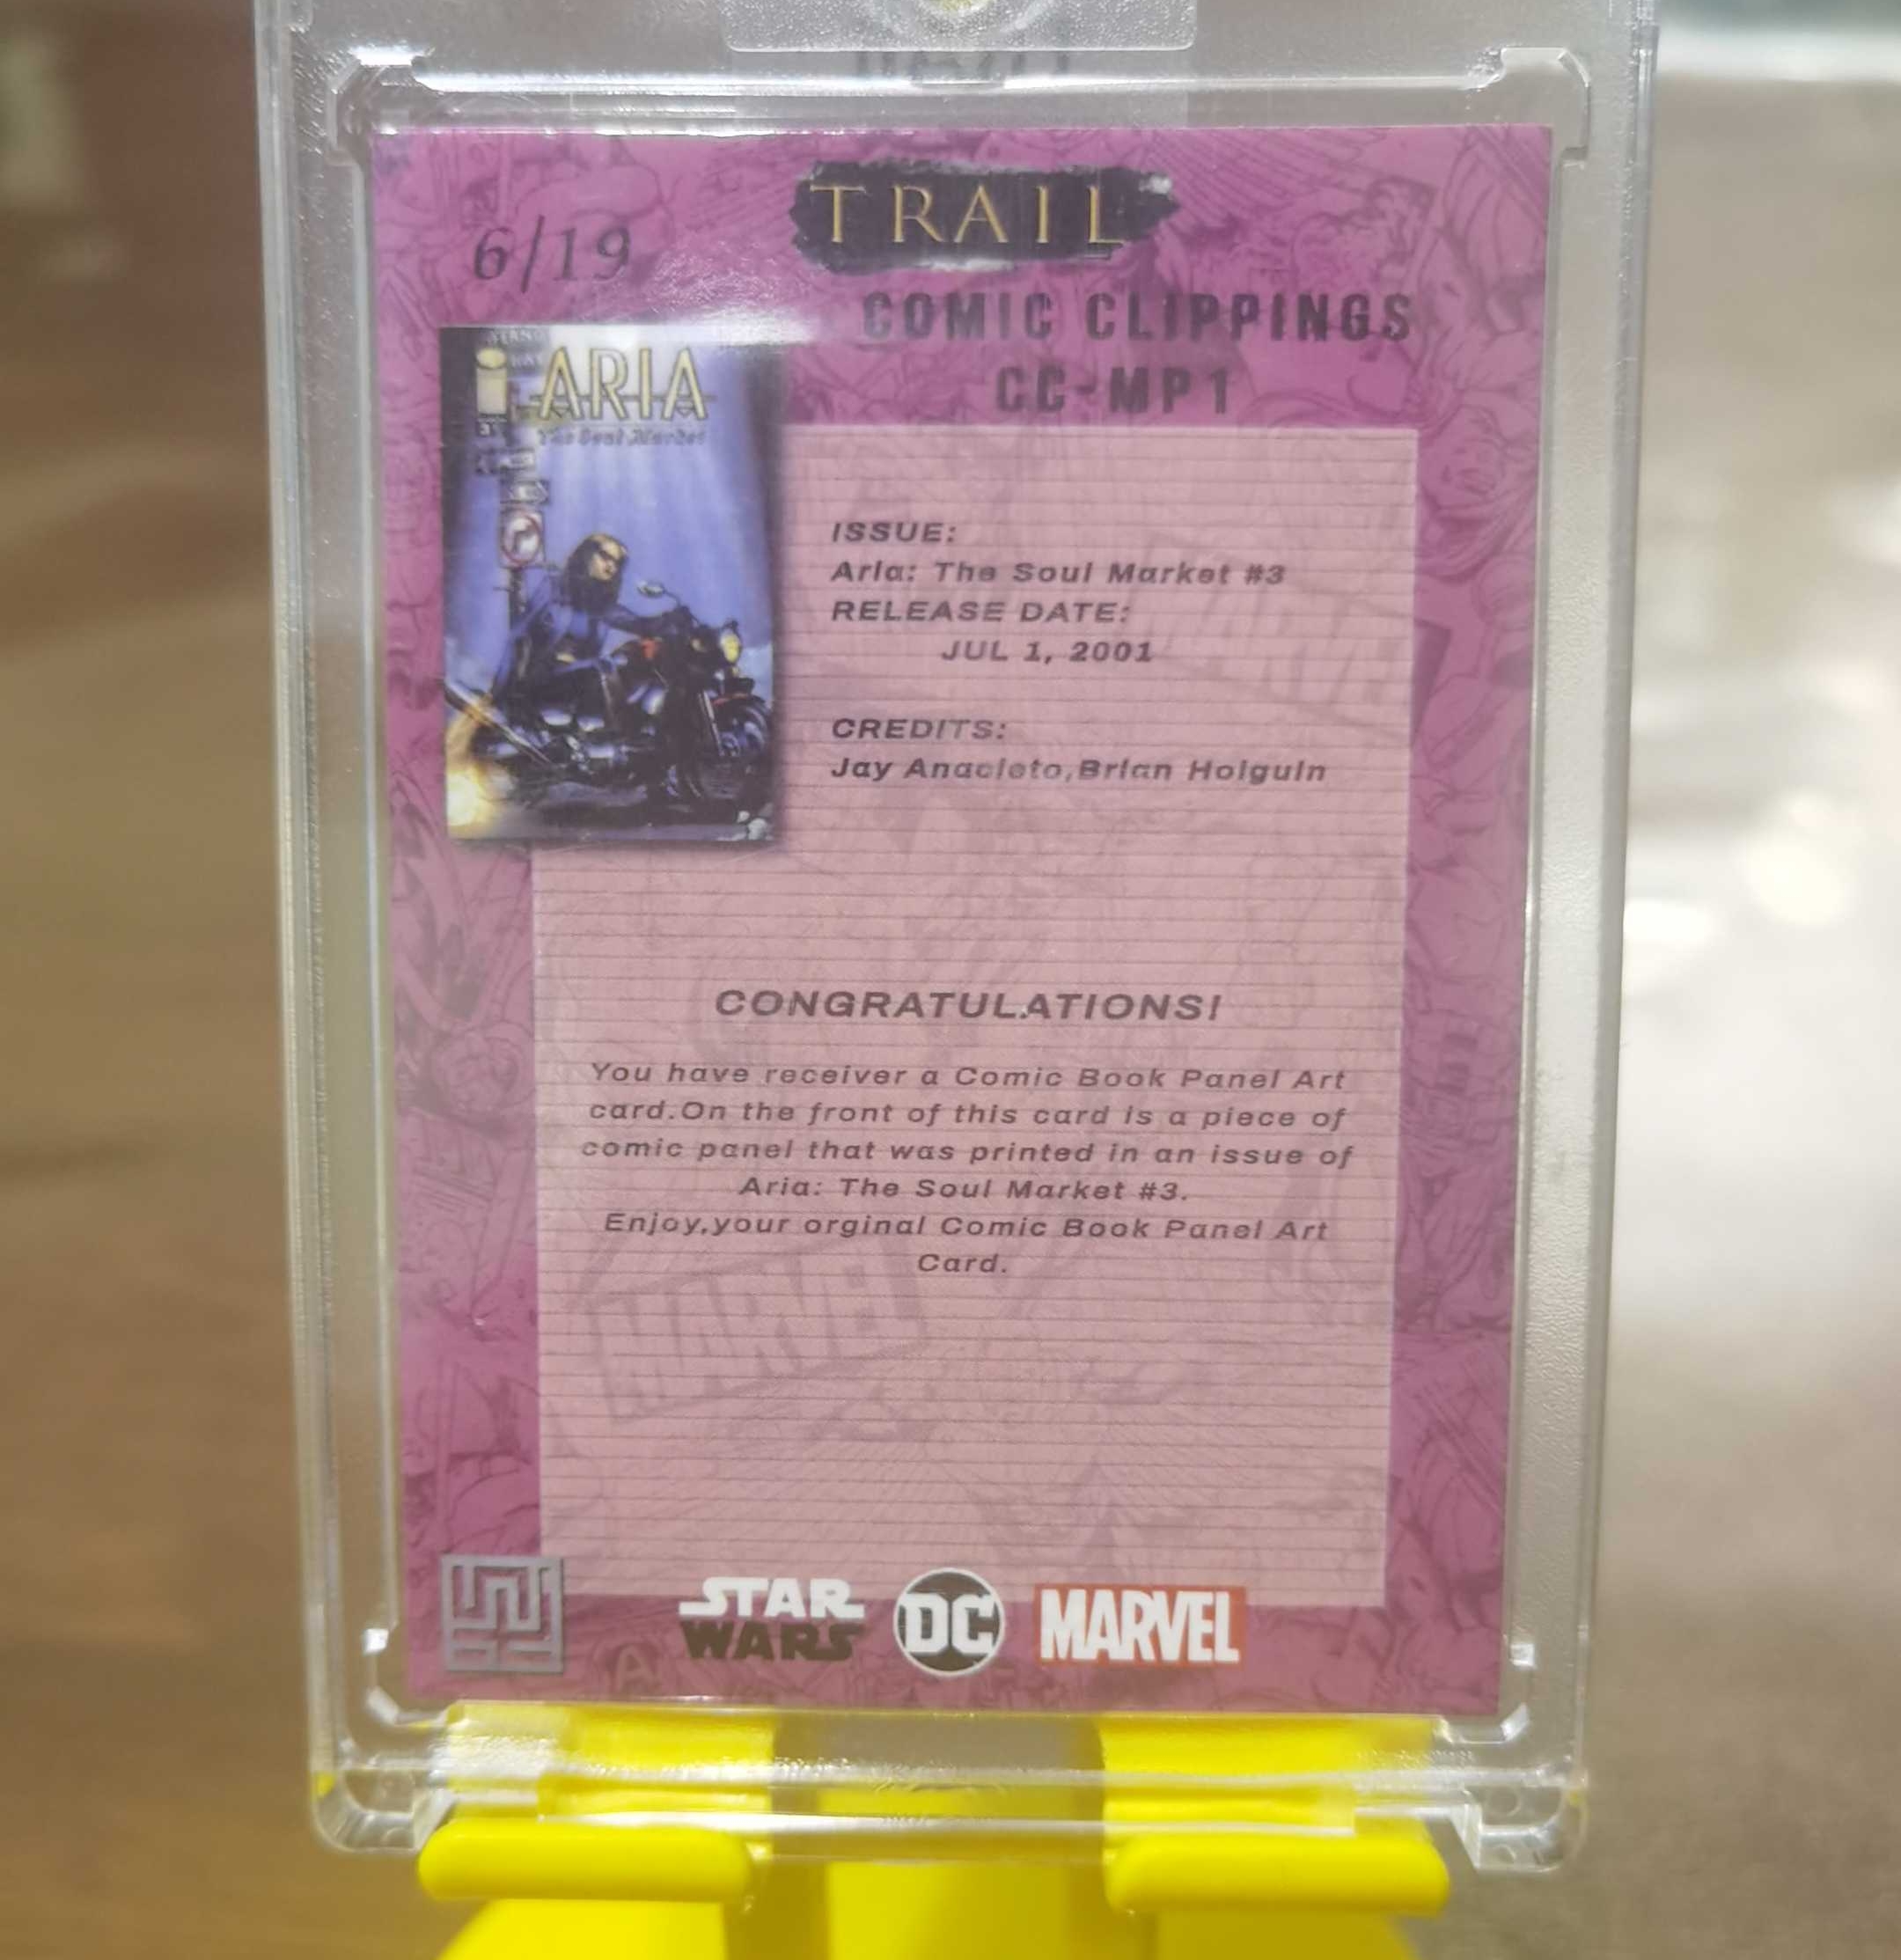 TRAIL
6/19
COMIC CLIPPINGS
CC-MP1
ARIA
The Soul Market
ISSUE:
Aria: The Soul Market #3
RELEASE DATE:
JUL 1, 2001
CREDITS:
Jay Anacleto,Brian Holguin
CONGRATULATIONS!
You have receiver a Comic Book Panel Art
card.On the front of this card is a piece of
comic panel that was printed in an issue of
Aria: The Soul Market #3.
Enjoy,your orginal Comic Book Panel Art
Card.
MARVEL
STAR
WARS
DC
MARVEL